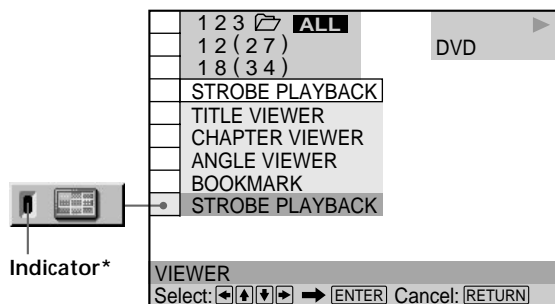 1 2 3 ALL
1 2 ( 2 7 )
DVD
1 8 ( 3 4 )
STROBE PLAYBACK
TITLE VIEWER
CHAPTER VIEWER
ANGLE VIEWER
BOOKMARK
STROBE PLAYBACK
Indicator*
VIEWER
Select: ENTER Cancel: RETURN